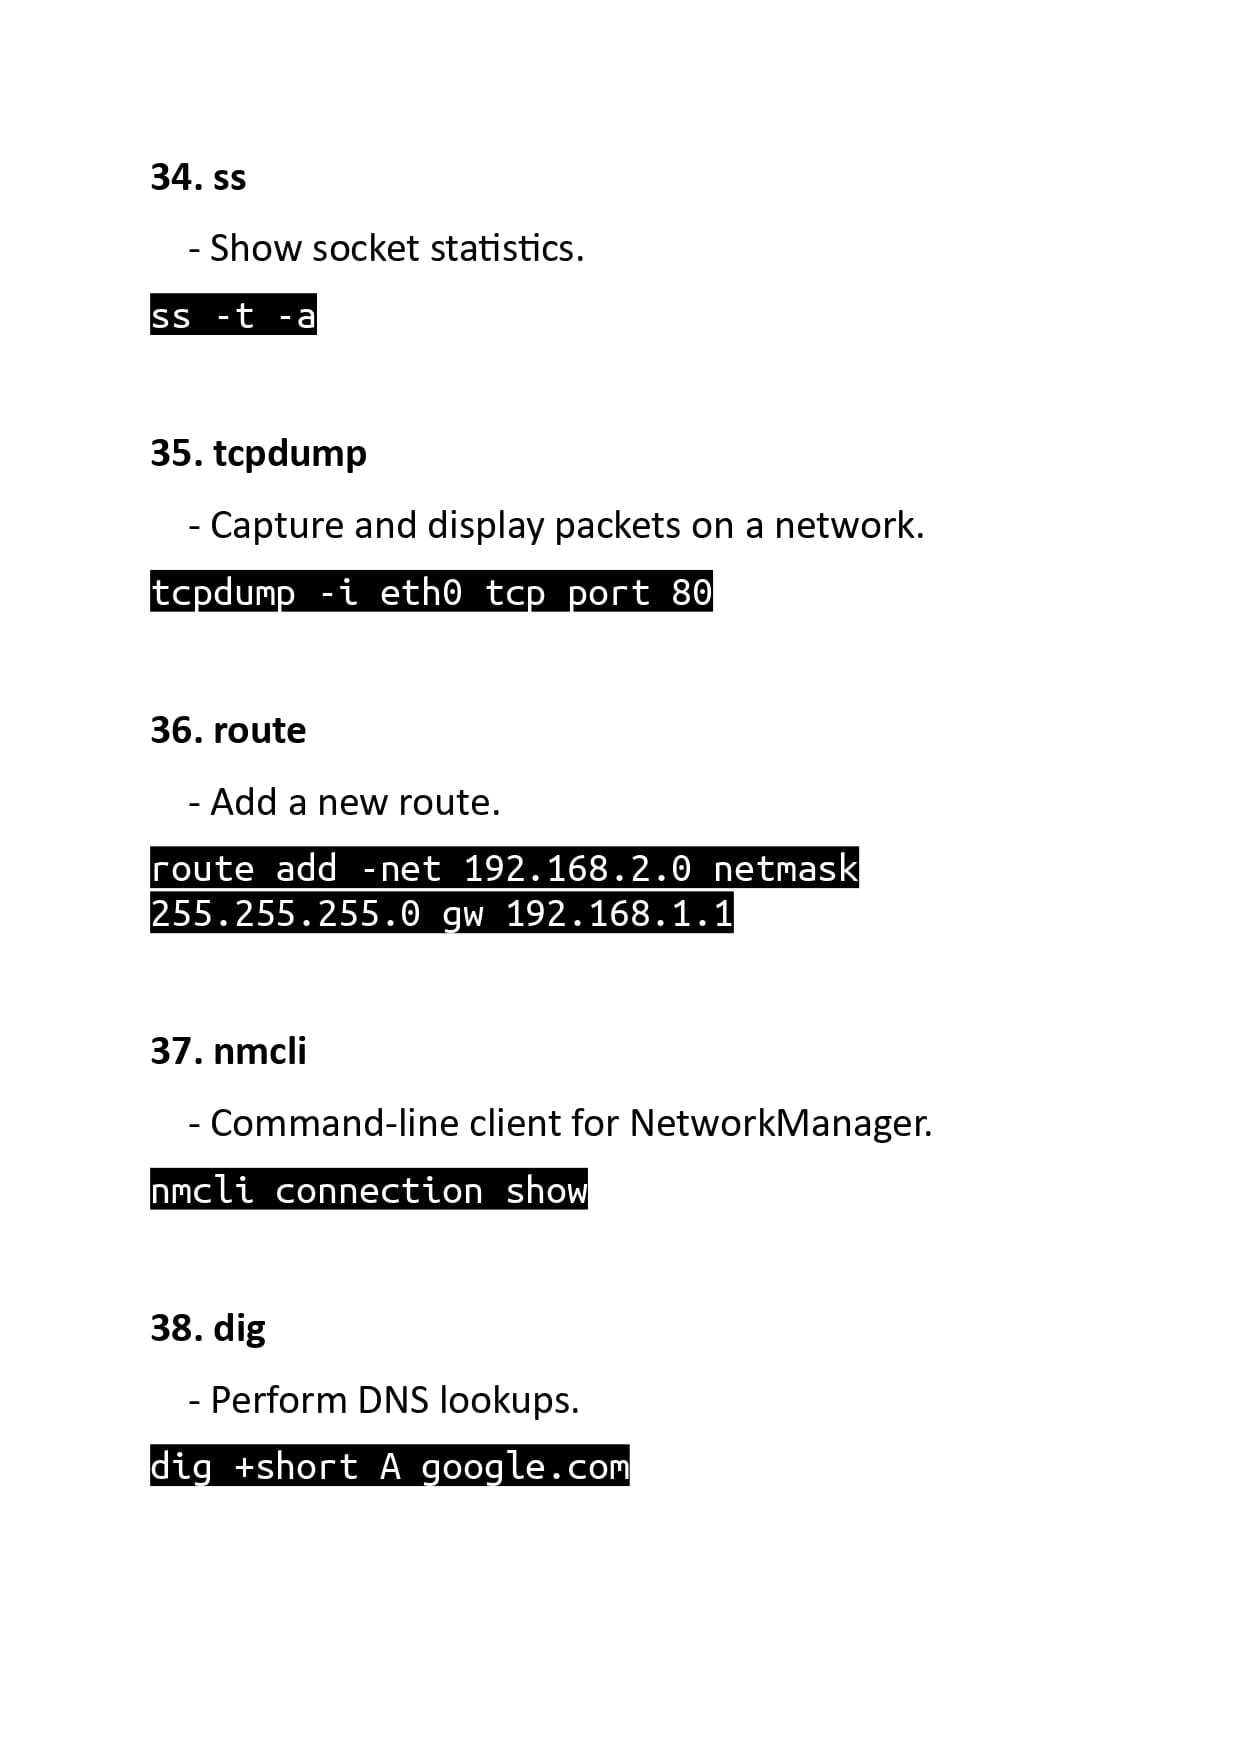 34. ss
- Show socket statistics.
ss -t -a
35. tcpdump
- Capture and display packets on a network.
tcpdump -i eth0 tcp port 80
36. route
- Add a new route.
route add -net 192.168.2.0 netmask
255.255.255.0 gw 192.168.1.1
37. nmcli
- Command-line client for NetworkManager.
nmcli connection show
38. dig
- Perform DNS lookups.
dig +short A google.com